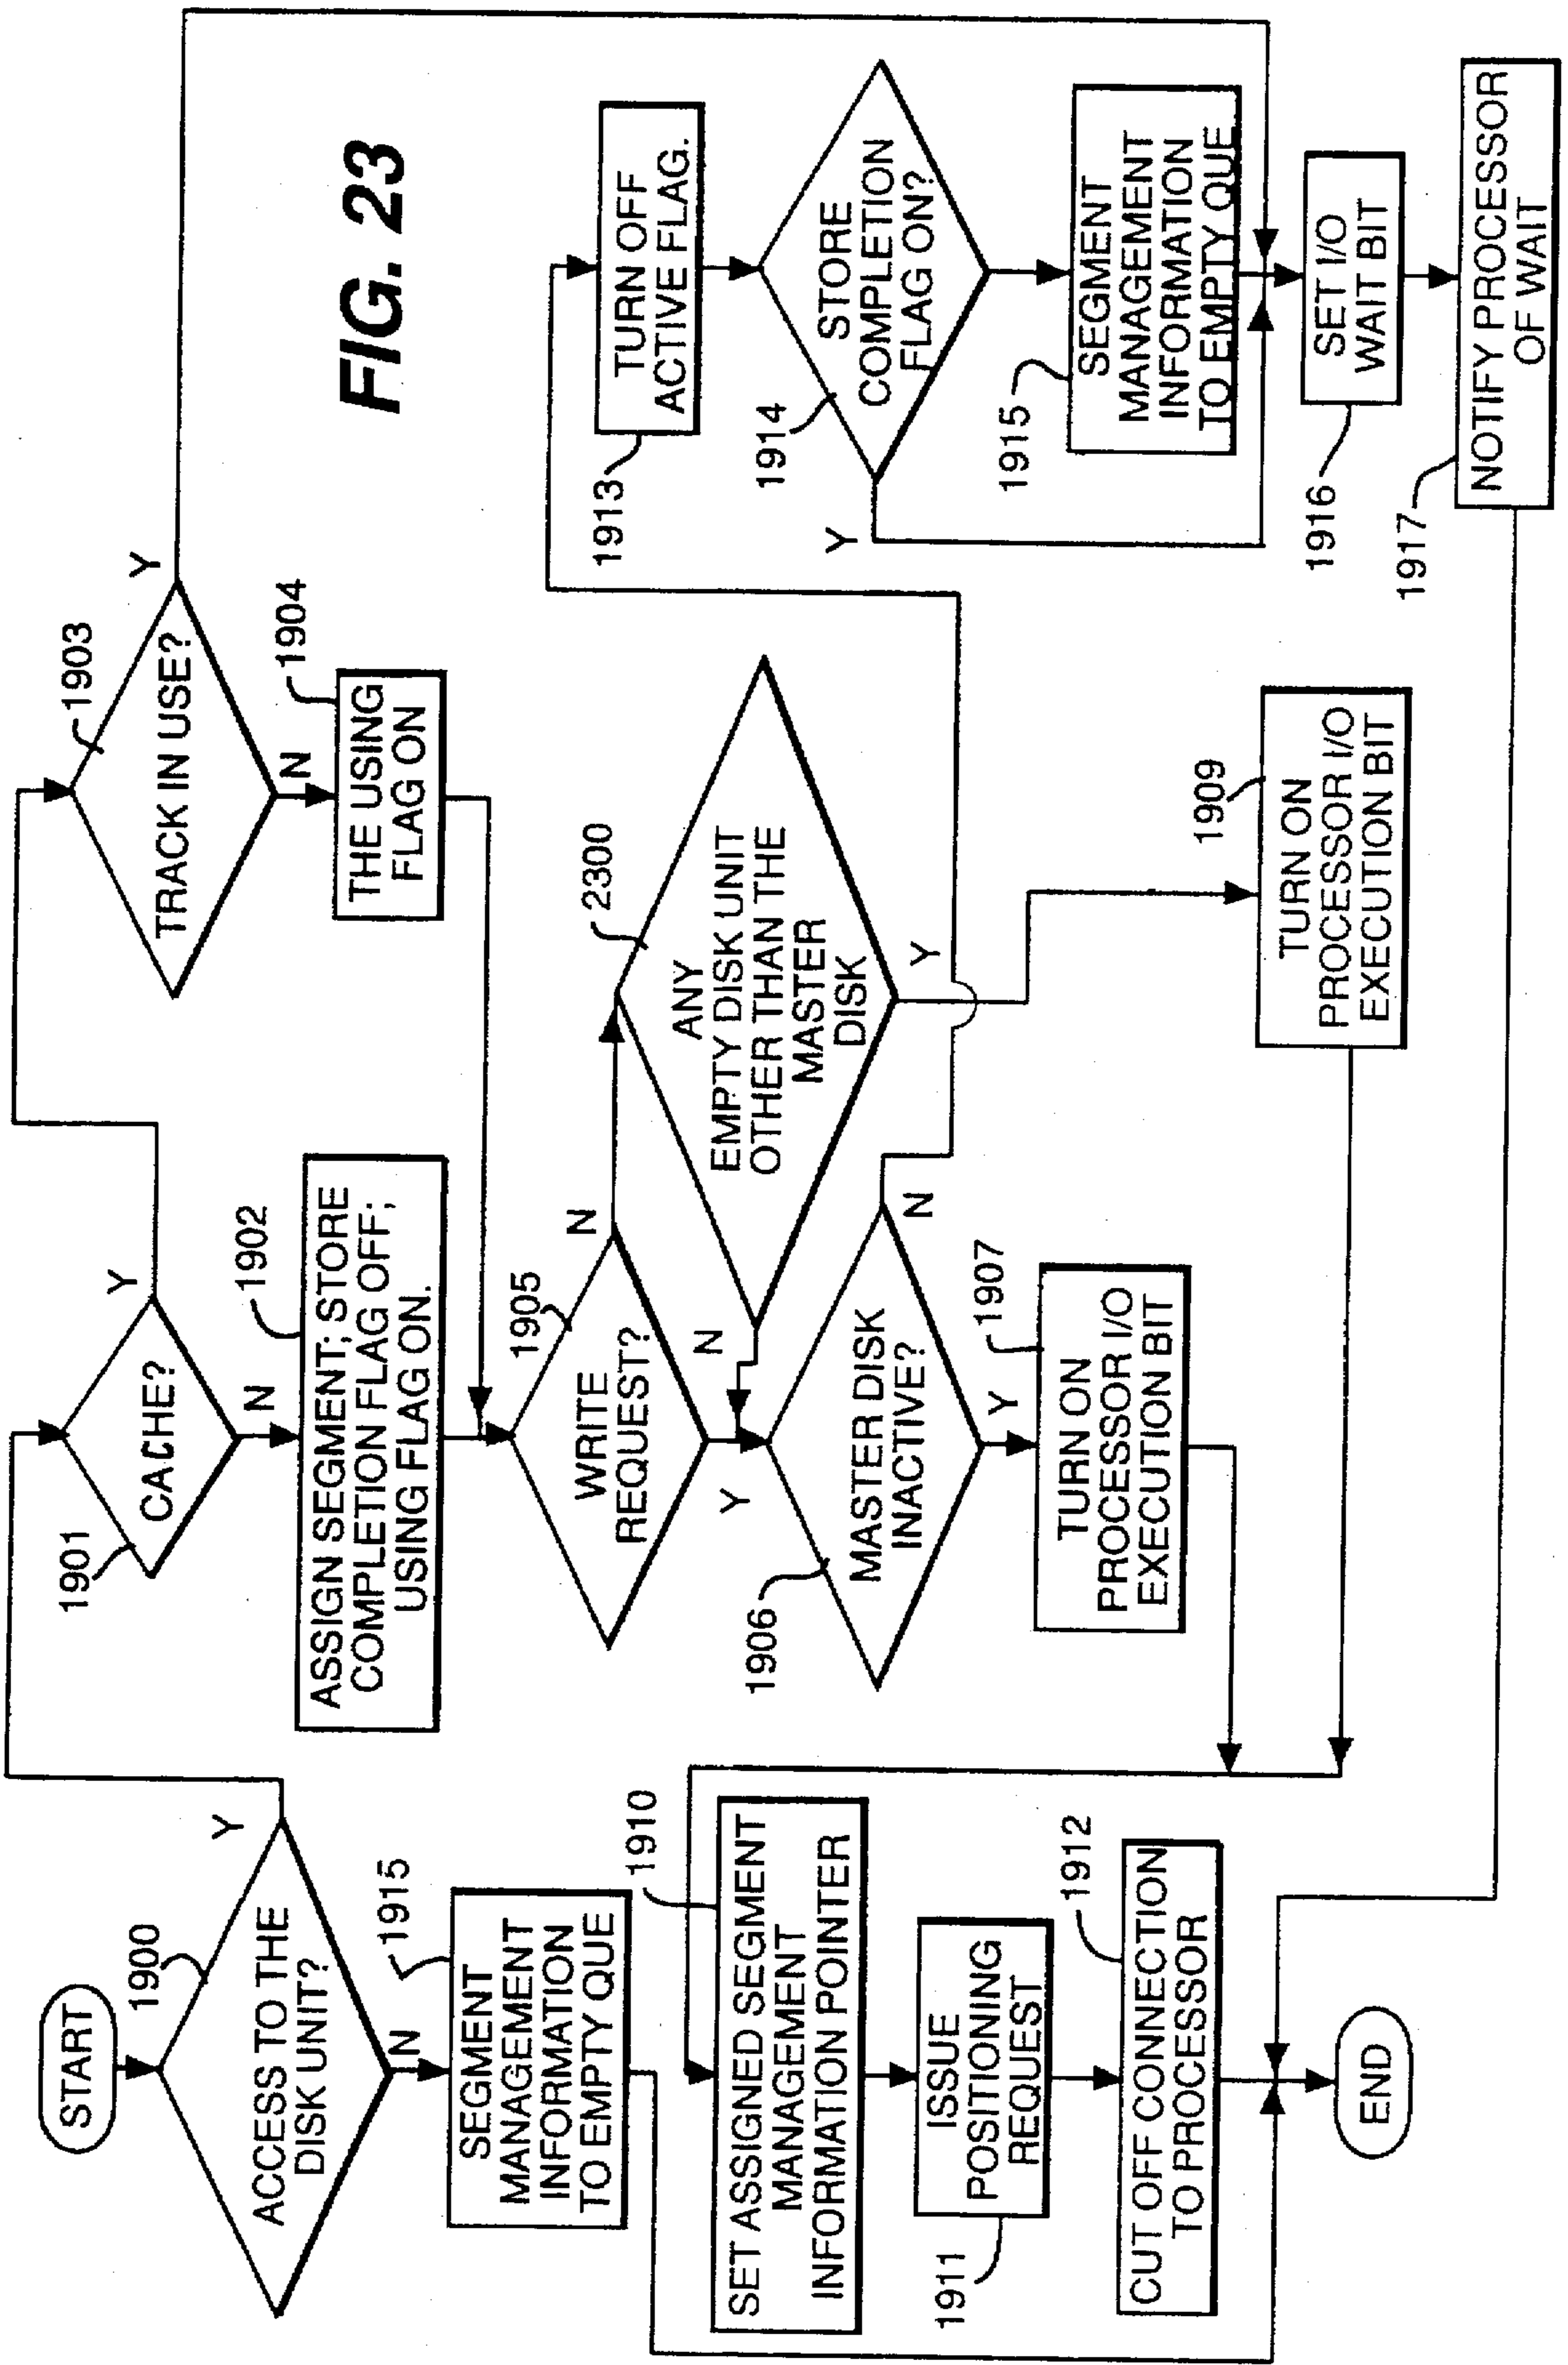 FIG. 23
START
1900
ACCESS TO THE
DISK UNIT?
Y
N
1915
SEGMENT
MANAGEMENT
INFORMATION
TO EMPTY QUE
1910
SET ASSIGNED SEGMENT
MANAGEMENT
INFORMATION POINTER
1911
ISSUE
POSITIONING
REQUEST
1912
CUT OFF CONNECTION
TO PROCESSOR
END
1901
CACHE?
Y
N
1902
ASSIGN SEGMENT; STORE
COMPLETION FLAG OFF;
USING FLAG ON.
1905
WRITE
REQUEST?
N
Y
N
1906
MASTER DISK
INACTIVE?
N
Y
1907
TURN ON
PROCESSOR I/O
EXECUTION BIT
1903
TRACK IN USE?
Y
N
1904
THE USING
FLAG ON
2300
ANY
EMPTY DISK UNIT
OTHER THAN THE
MASTER
DISK
Y
1909
TURN ON
PROCESSOR I/O
EXECUTION BIT
1913
TURN OFF
ACTIVE FLAG.
1914
STORE
COMPLETION
FLAG ON?
Y
1915
SEGMENT
MANAGEMENT
INFORMATION
TO EMPTY QUE
1916
SET I/O
WAIT BIT
1917
NOTIFY PROCESSOR
OF WAIT